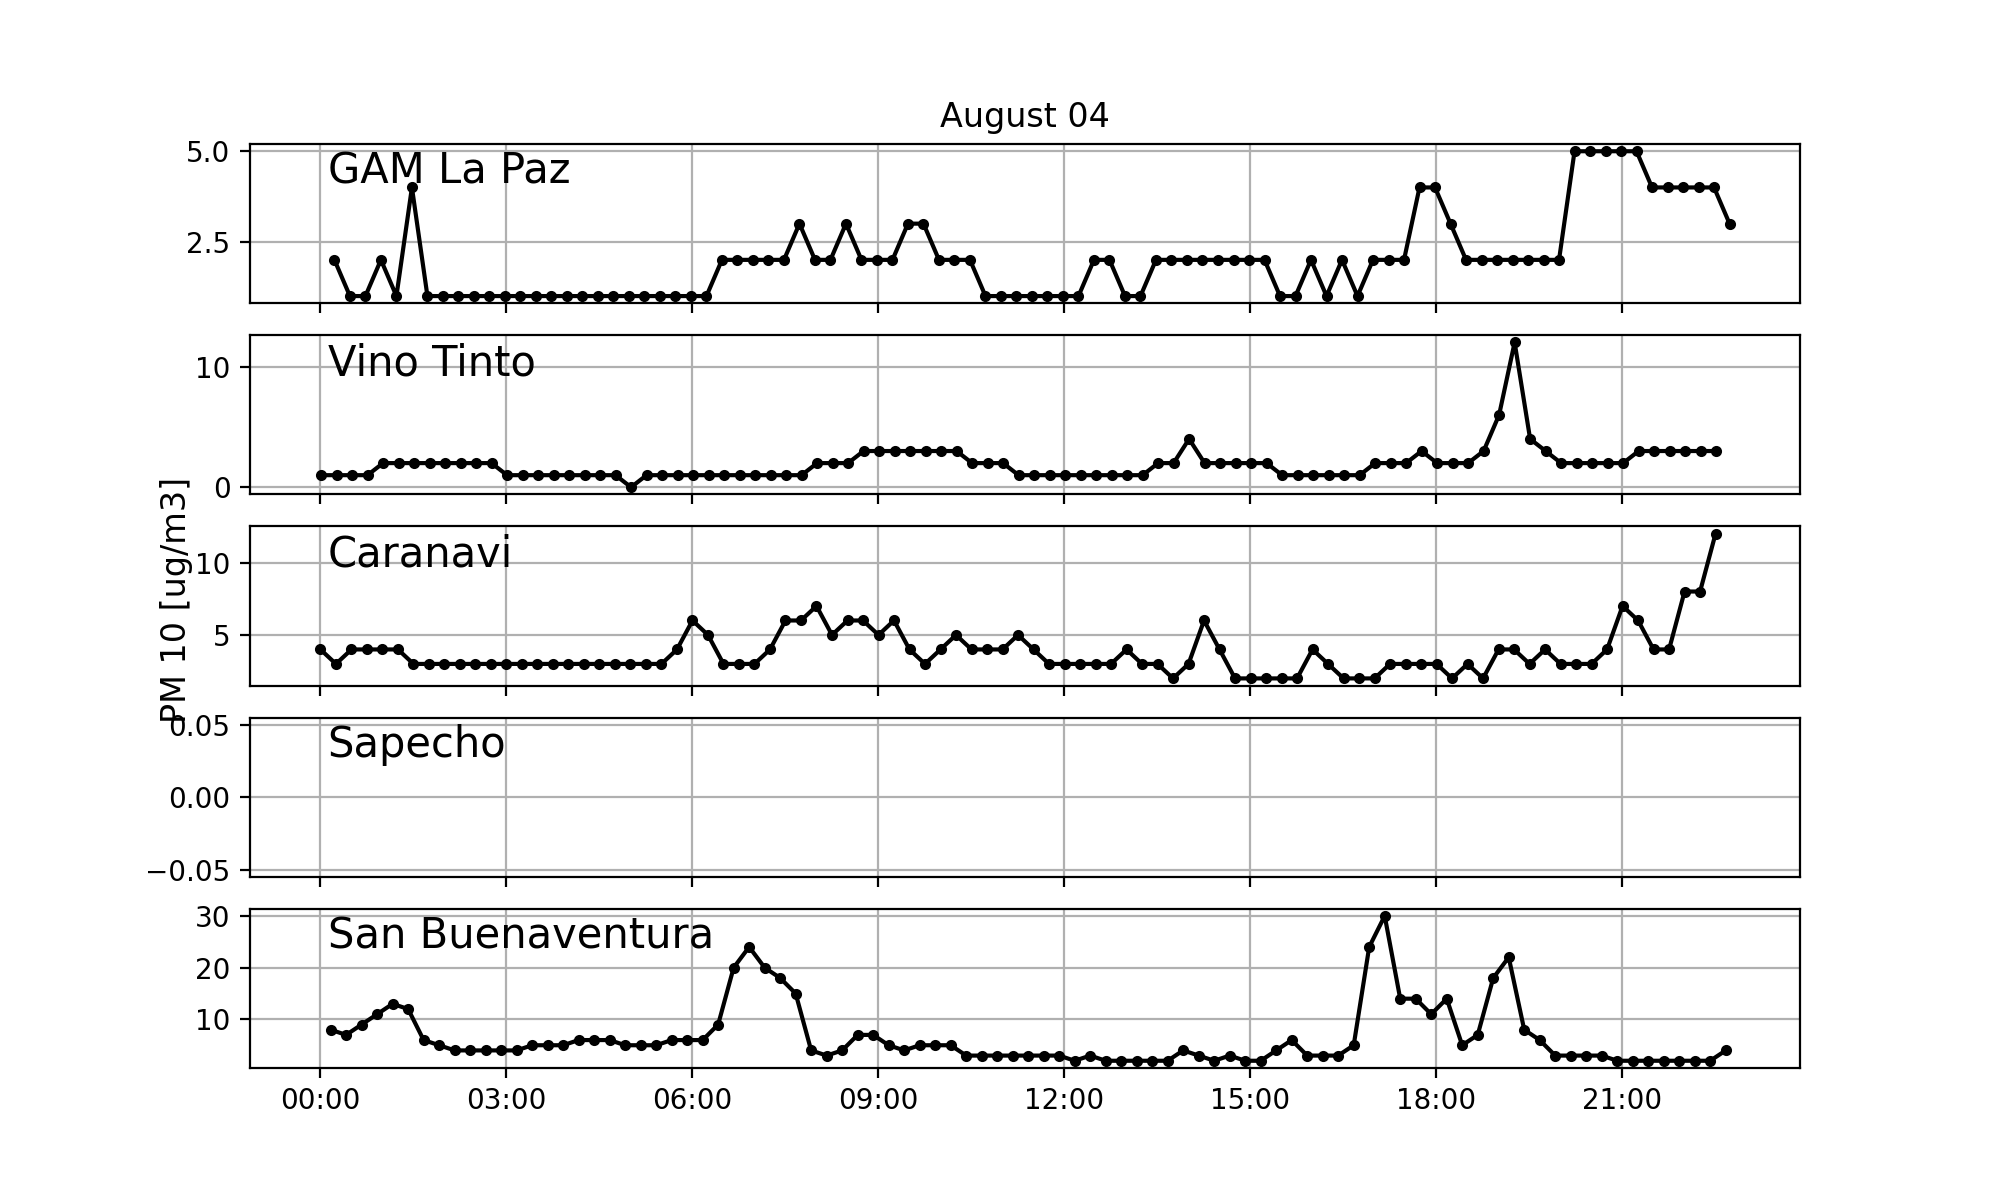 August 04
PM 10 [ug/m3]
5.0
2.5
GAM La Paz
10
0
Vino Tinto
10
5
Caranavi
0.05
0.00
−0.05
Sapecho
30
20
10
San Buenaventura
00:00 03:00 06:00 09:00 12:00 15:00 18:00 21:00